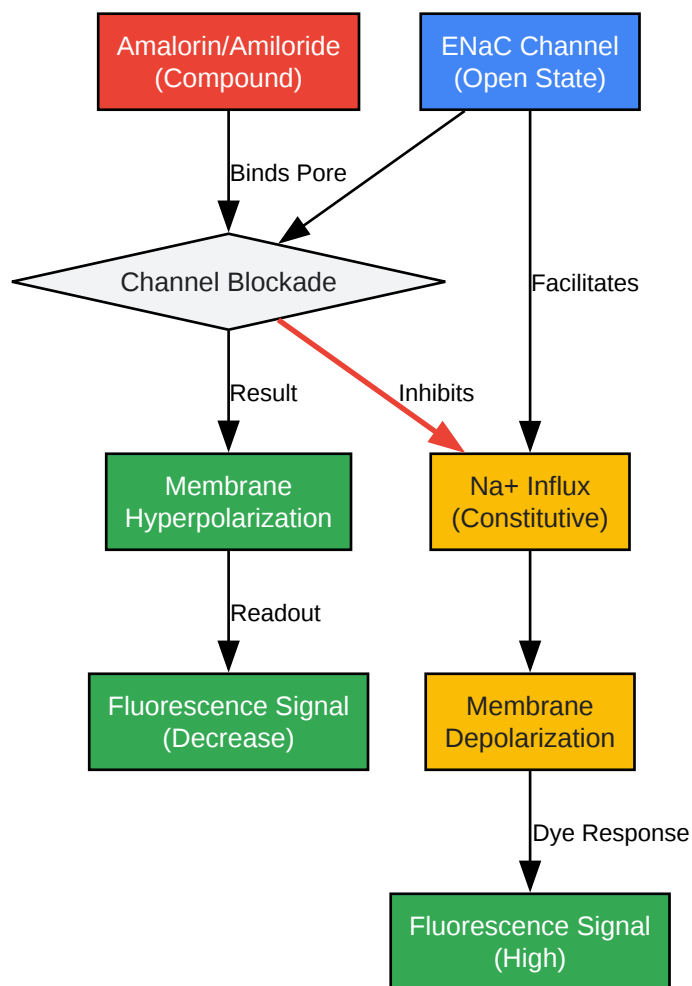 Amalorin/Amiloride
(Compound)
ENaC Channel
(Open State)
Binds Pore
Channel Blockade
Facilitates
Result
Inhibits
Membrane
Hyperpolarization
Na+ Influx
(Constitutive)
Readout
Fluorescence Signal
(Decrease)
Membrane
Depolarization
Dye Response
Fluorescence Signal
(High)